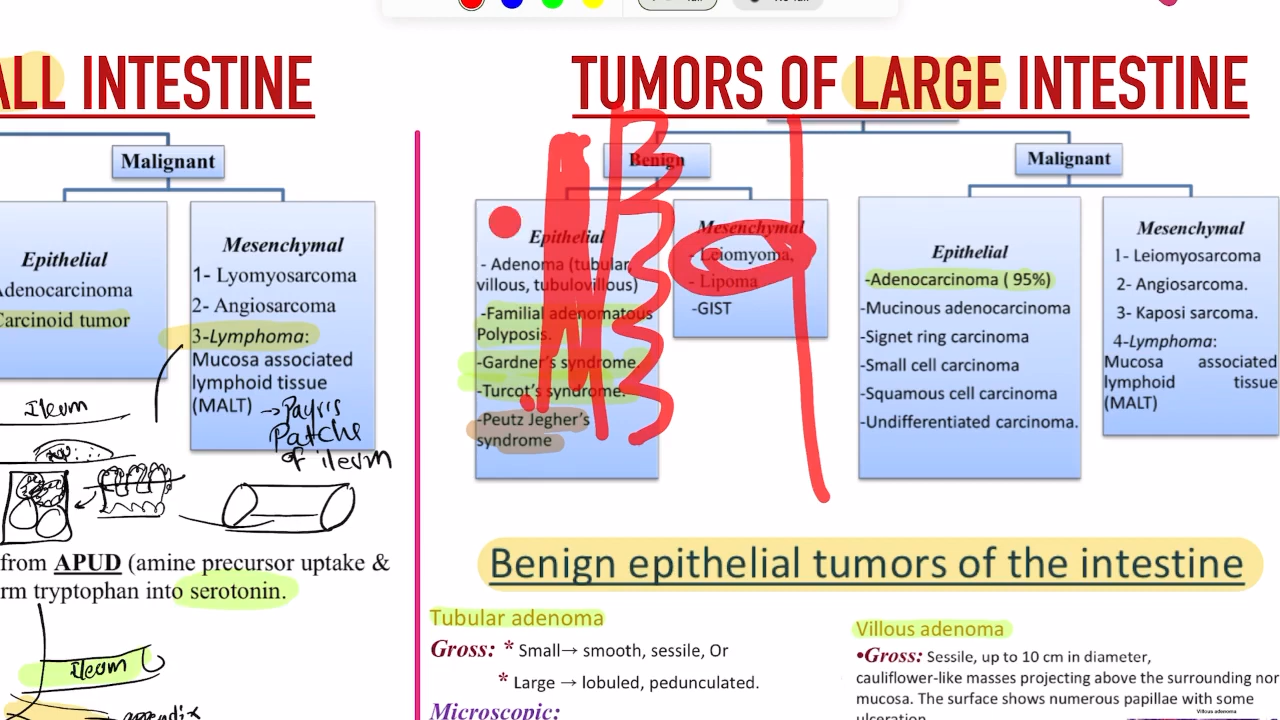 ALL INTESTINE
Malignant
Epithelial
Adenocarcinoma
Carcinoid tumor
Mesenchymal
1- Lyomyosarcoma
2- Angiosarcoma
3-Lymphoma:
Mucosa associated
lymphoid tissue
(MALT) → Payris
Patche
of ileum
Ileum
from APUD (amine precursor uptake &
rm tryptophan into serotonin.
ileum
appendix
TUMORS OF LARGE INTESTINE
Benign
Epithelial
- Adenoma (tubular,
villous, tubulovillous)
-Familial adenomatous
Polyposis.
-Gardner's syndrome.
-Turcot's syndrome.
-Peutz Jegher's
syndrome
Mesenchymal
- Leiomyoma,
- Lipoma
-GIST
Malignant
Epithelial
-Adenocarcinoma ( 95%)
-Mucinous adenocarcinoma
-Signet ring carcinoma
-Small cell carcinoma
-Squamous cell carcinoma
-Undifferentiated carcinoma.
Mesenchymal
1- Leiomyosarcoma
2- Angiosarcoma.
3- Kaposi sarcoma.
4-Lymphoma:
Mucosa associated
lymphoid tissue
(MALT)
Benign epithelial tumors of the intestine
Tubular adenoma
Gross: * Small→ smooth, sessile, Or
* Large → lobuled, pedunculated.
Microscopic:
Villous adenoma
•Gross: Sessile, up to 10 cm in diameter,
cauliflower-like masses projecting above the surrounding nor
mucosa. The surface shows numerous papillae with some
ulceration
Villous adenoma